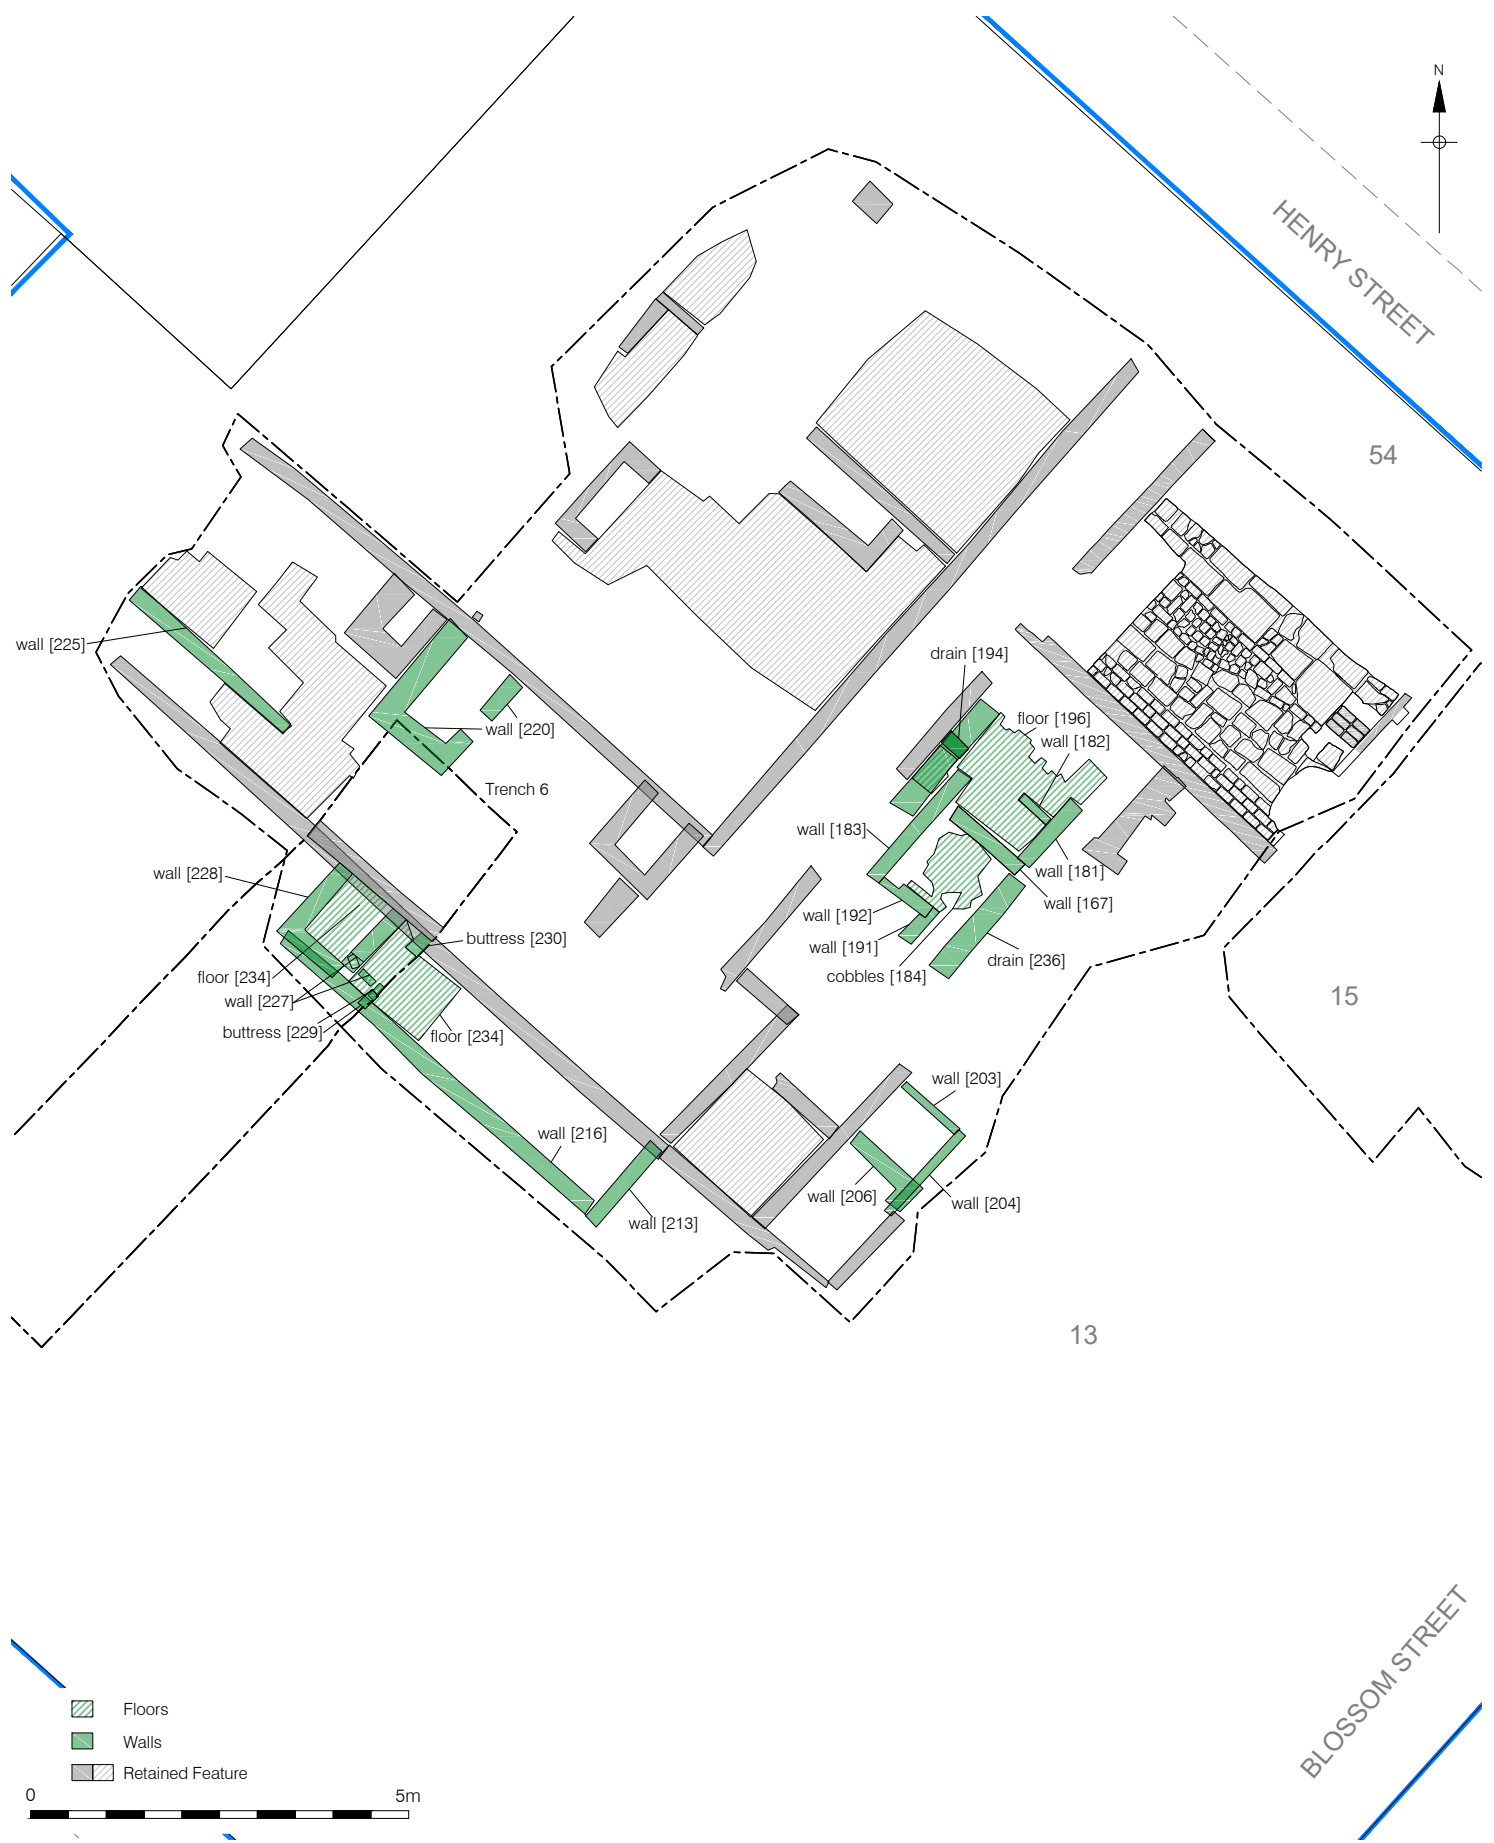 N
HENRY STREET
54
wall [225]
drain [194]
floor [196]
wall [182]
wall [220]
Trench 6
wall [183]
wall [228]
wall [181]
wall [167]
wall [192]
buttress [230]
wall [191]
drain [236]
floor [234]
cobbles [184]
wall [227]
15
buttress [229]
floor [234]
wall [203]
wall [216]
wall [206]
wall [204]
wall [213]
13
BLOSSOM STREET
Floors
Walls
Retained Feature
0 5m